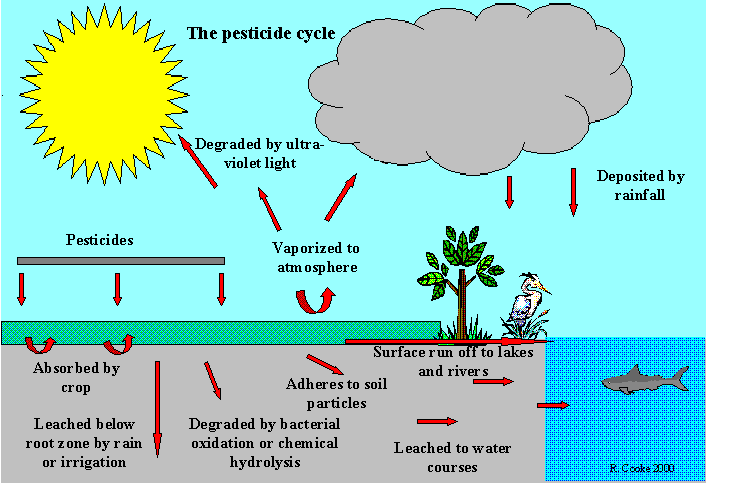 The pesticide cycle
Degraded by ultra-
violet light
Deposited by
rainfall
Pesticides
Vaporized to
atmosphere
Surface run off to lakes
and rivers
Absorbed by
crop
Adheres to soil
particles
Leached below
root zone by rain
or irrigation
Degraded by bacterial
oxidation or chemical
hydrolysis
Leached to water
courses
R. Cooke 2000